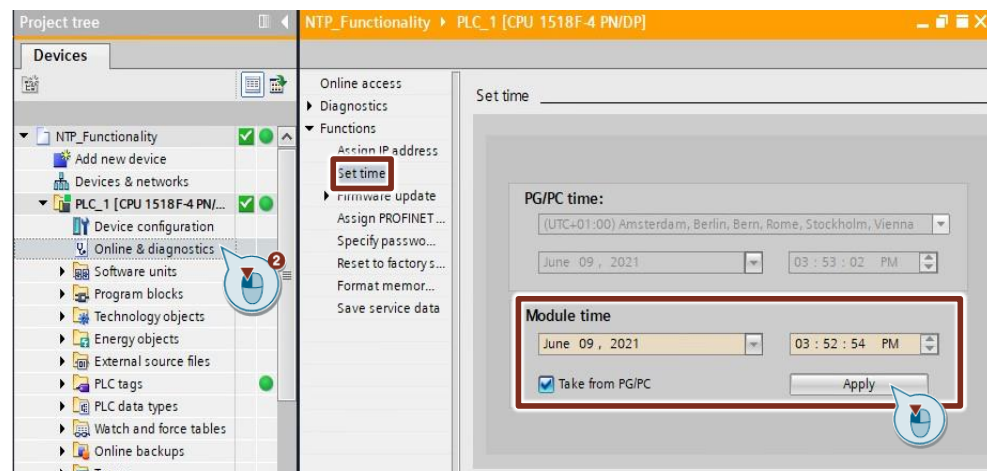 Project tree
Devices
NTP_Functionality
Add new device
Devices & networks
PLC_1 [CPU 1518F-4 PN/...
Device configuration
Online & diagnostics
2
Software units
Program blocks
Technology objects
Energy objects
External source files
PLC tags
PLC data types
Watch and force tables
Online backups
NTP_Functionality PLC_1 [CPU 1518F-4 PN/DP]
Online access
Diagnostics
Functions
Assign IP address
Set time
Firmware update
Assign PROFINET ...
Specify passwo...
Reset to factory s...
Format memor...
Save service data
Set time
PG/PC time:
(UTC+01:00) Amsterdam, Berlin, Bern, Rome, Stockholm, Vienna
June 09 , 2021 03 : 53 : 02 PM
Module time
June 09 , 2021 03 : 52 : 54 PM
Take from PG/PC Apply